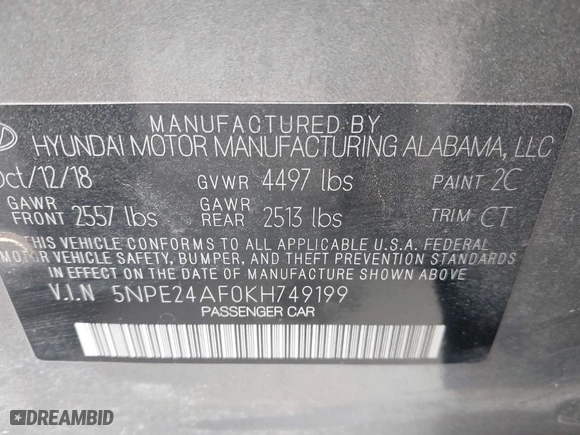 MANUFACTURED BY
HYUNDAI MOTOR MANUFACTURING ALABAMA, LLC
Oct/12/18 GVWR 4497 lbs PAINT 2C
GAWR FRONT 2557 lbs GAWR REAR 2513 lbs TRIM CT
THIS VEHICLE CONFORMS TO ALL APPLICABLE U.S.A. FEDERAL
MOTOR VEHICLE SAFETY, BUMPER, AND THEFT PREVENTION STANDARDS
IN EFFECT ON THE DATE OF MANUFACTURE SHOWN ABOVE
V.I.N 5NPE24AF0KH749199
PASSENGER CAR
DREAMBID